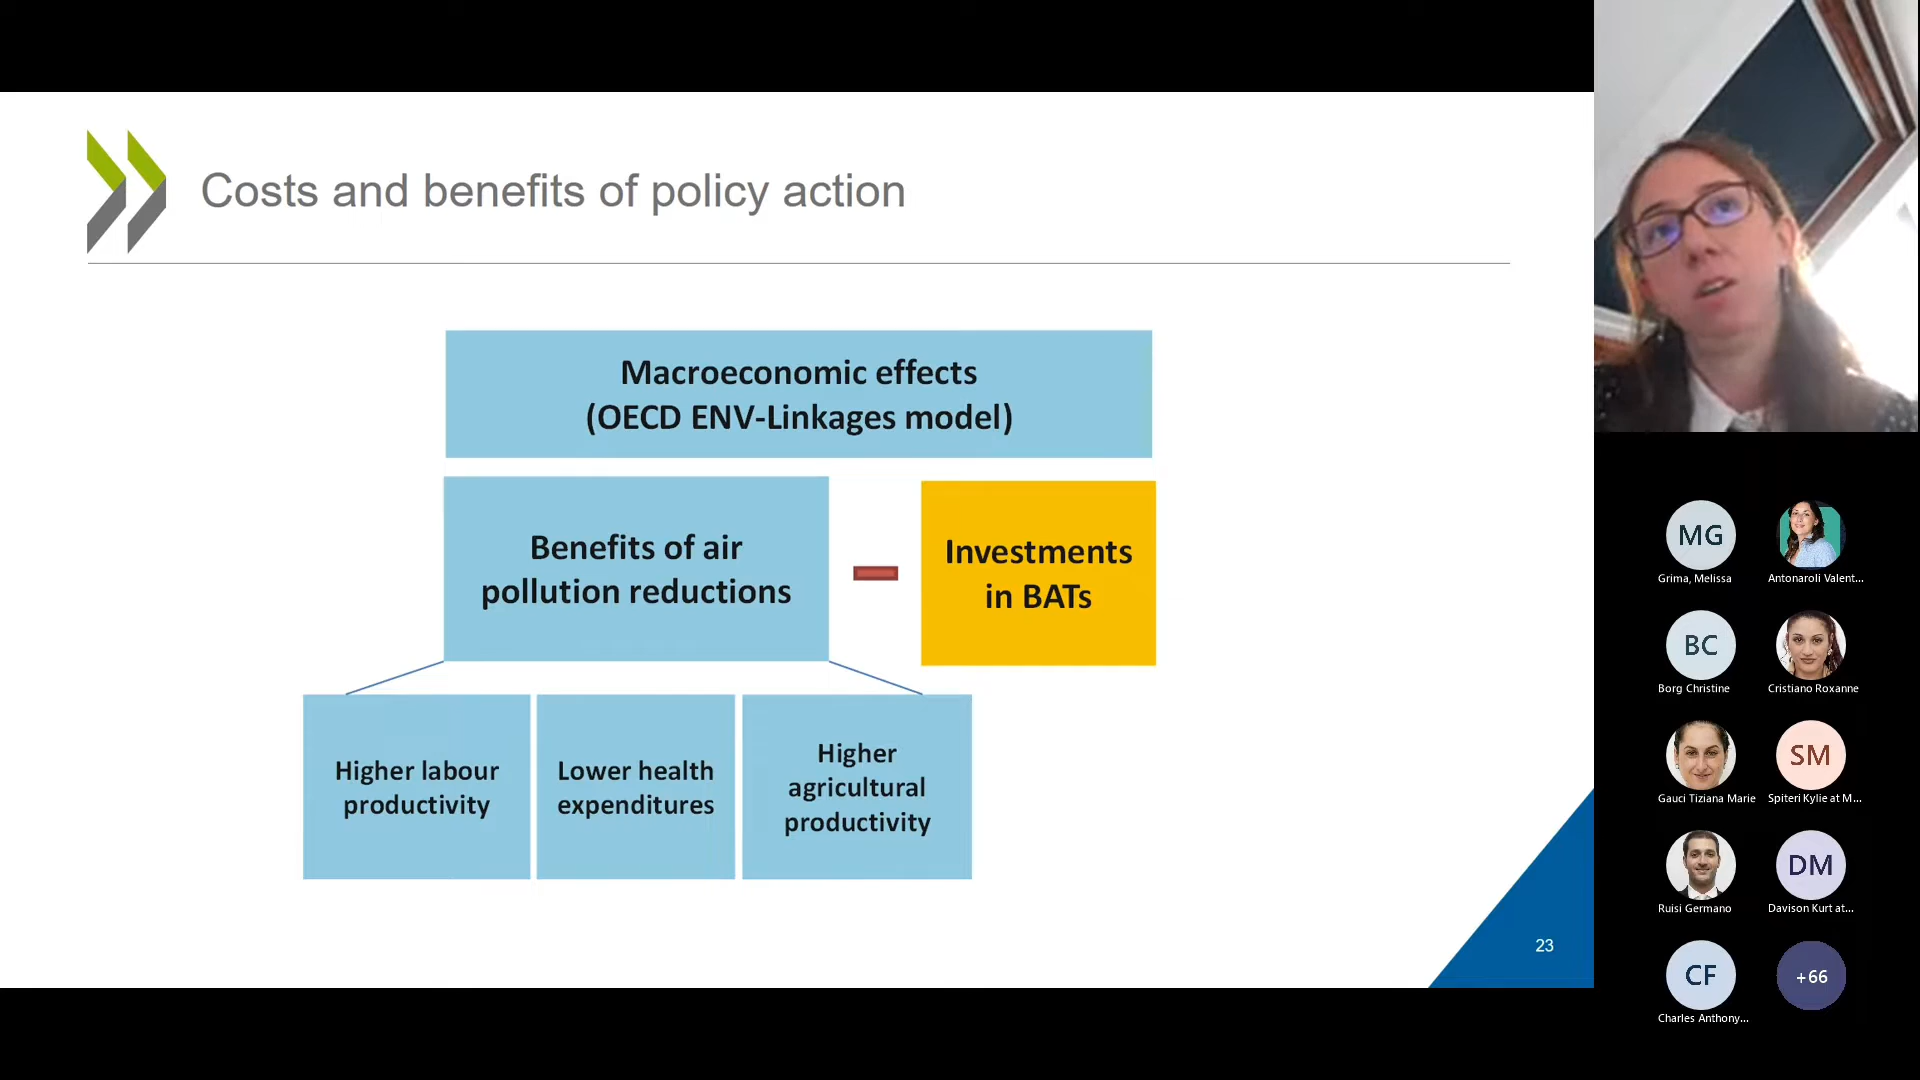 Costs and benefits of policy action
Macroeconomic effects
(OECD ENV-Linkages model)
Benefits of air
pollution reductions
Investments
in BATs
Higher labour
productivity
Lower health
expenditures
Higher
agricultural
productivity
23
MG
Grima, Melissa
Antonaroli Valent...
BC
Borg Christine
Cristiano Roxanne
Gauci Tiziana Marie
SM
Spiteri Kylie at M...
Ruisi Germano
DM
Davison Kurt at...
CF
Charles Anthony...
+66